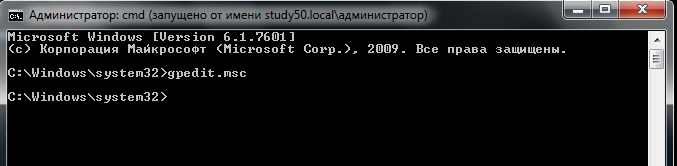 Администратор: cmd (запущено от имени study50.local\администратор)
Microsoft Windows [Version 6.1.7601]
(c) Корпорация Майкрософт (Microsoft Corp.), 2009. Все права защищены.
C:\Windows\system32>gpedit.msc
C:\Windows\system32>